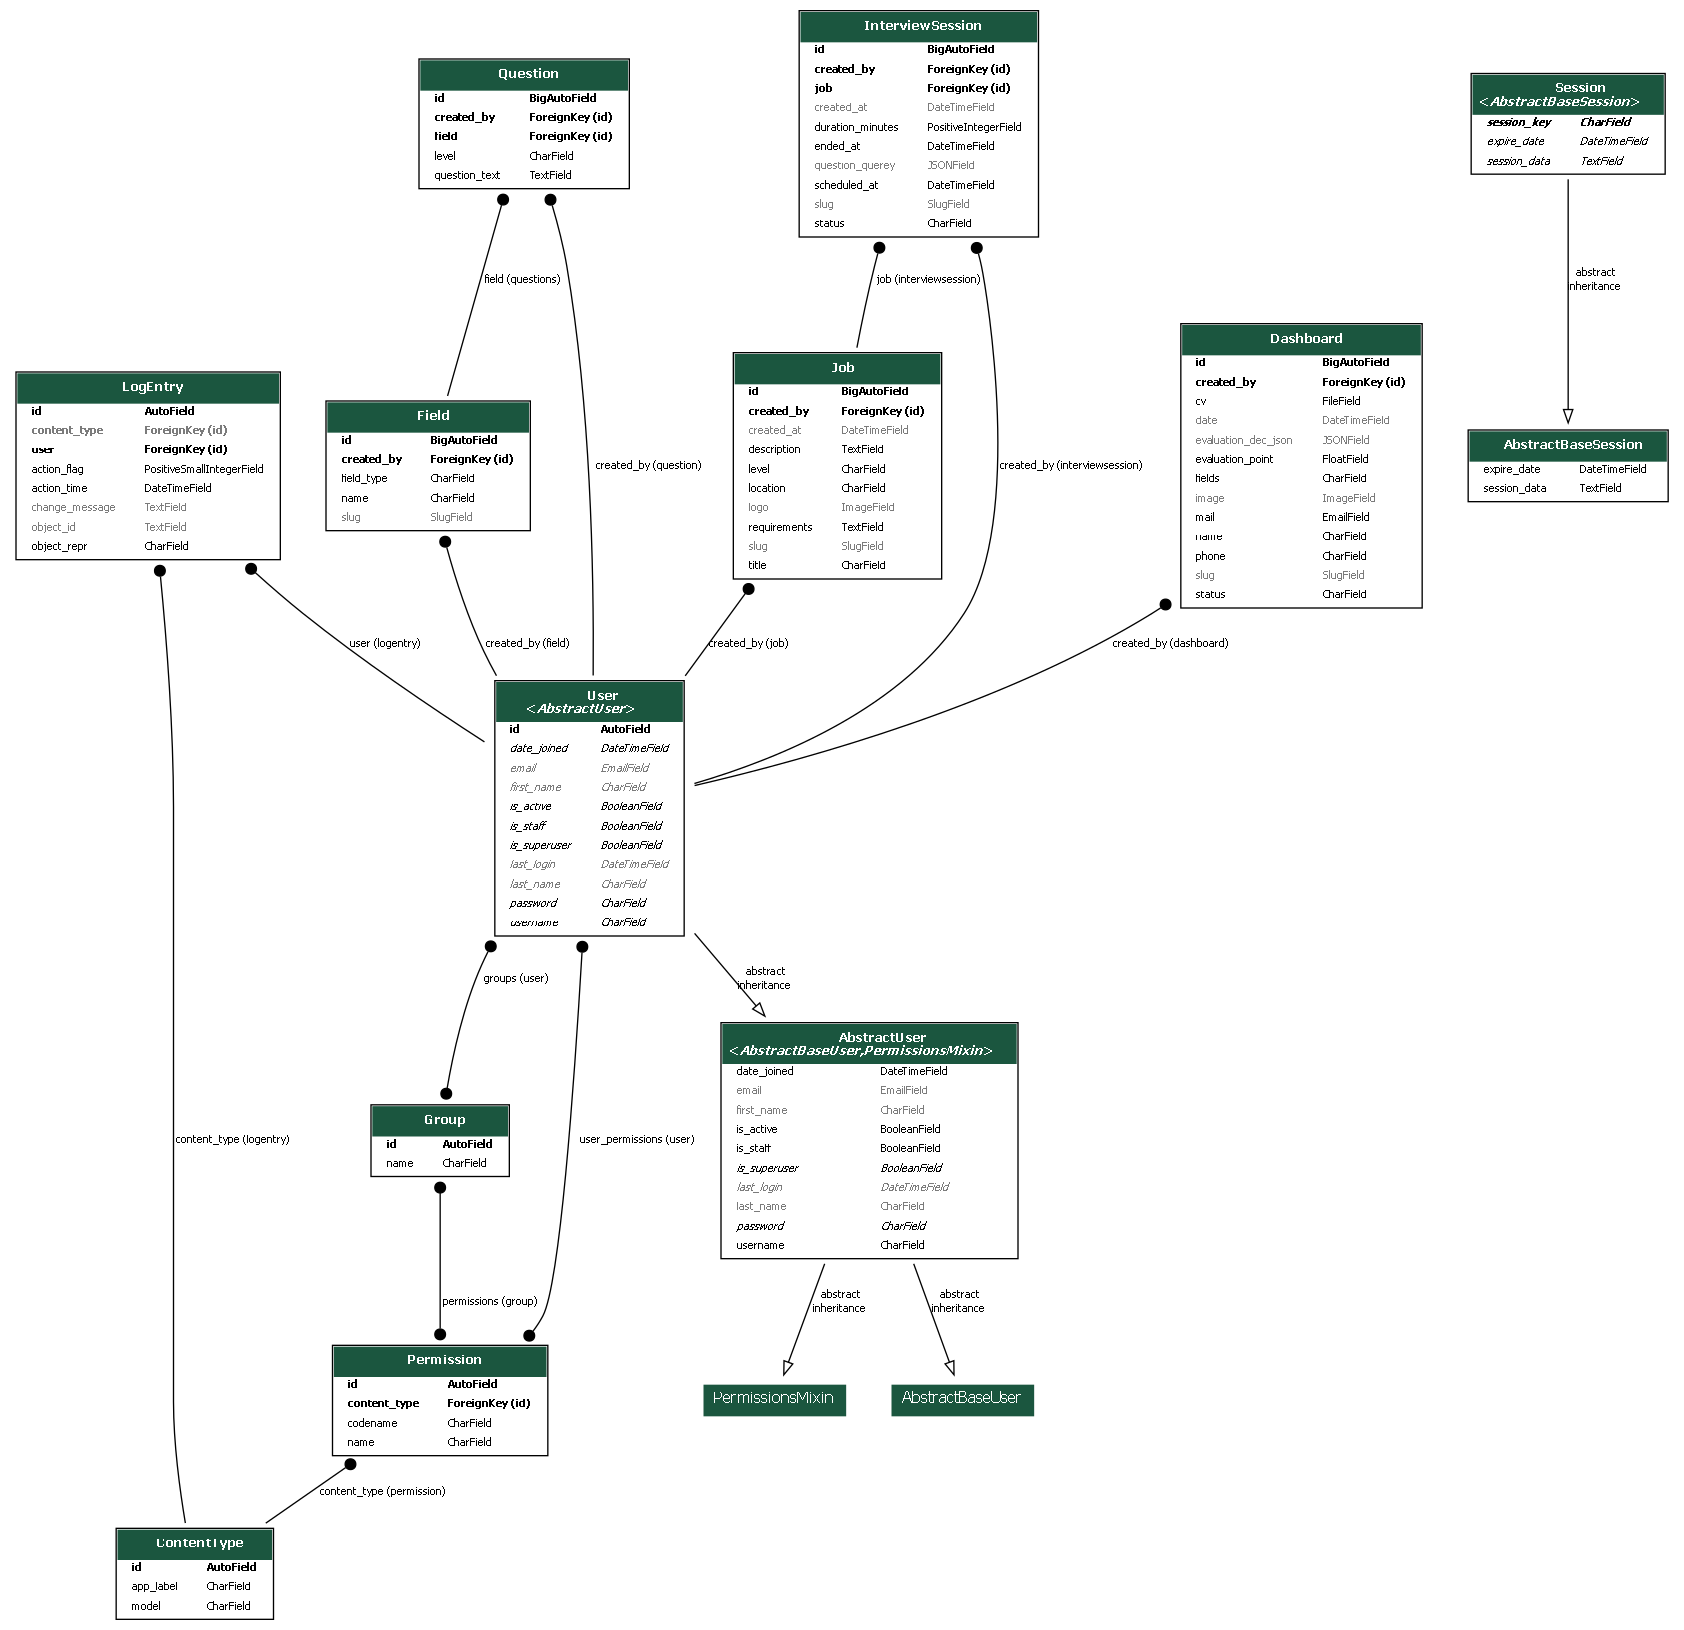 InterviewSession
id BigAutoField
created_by ForeignKey (id)
job ForeignKey (id)
created_at DateTimeField
duration_minutes PositiveIntegerField
ended_at DateTimeField
question_querey JSONField
scheduled_at DateTimeField
slug SlugField
status CharField
Question
id BigAutoField
created_by ForeignKey (id)
field ForeignKey (id)
level CharField
question_text TextField
Session
<AbstractBaseSession>
session_key CharField
expire_date DateTimeField
session_data TextField
field (questions)
job (interviewsession)
abstract
inheritance
Dashboard
id BigAutoField
created_by ForeignKey (id)
cv FileField
date DateTimeField
evaluation_dec_json JSONField
evaluation_point FloatField
fields CharField
image ImageField
mail EmailField
name CharField
phone CharField
slug SlugField
status CharField
Job
id BigAutoField
created_by ForeignKey (id)
created_at DateTimeField
description TextField
level CharField
location CharField
logo ImageField
requirements TextField
slug SlugField
title CharField
LogEntry
id AutoField
content_type ForeignKey (id)
user ForeignKey (id)
action_flag PositiveSmallIntegerField
action_time DateTimeField
change_message TextField
object_id TextField
object_repr CharField
Field
id BigAutoField
created_by ForeignKey (id)
field_type CharField
name CharField
slug SlugField
AbstractBaseSession
expire_date DateTimeField
session_data TextField
created_by (question)
created_by (interviewsession)
user (logentry)
created_by (field)
created_by (job)
created_by (dashboard)
User
<AbstractUser>
id AutoField
date_joined DateTimeField
email EmailField
first_name CharField
is_active BooleanField
is_staff BooleanField
is_superuser BooleanField
last_login DateTimeField
last_name CharField
password CharField
username CharField
groups (user)
abstract
inheritance
AbstractUser
<AbstractBaseUser,PermissionsMixin>
date_joined DateTimeField
email EmailField
first_name CharField
is_active BooleanField
is_staff BooleanField
is_superuser BooleanField
last_login DateTimeField
last_name CharField
password CharField
username CharField
Group
id AutoField
name CharField
content_type (logentry)
user_permissions (user)
permissions (group)
abstract
inheritance
abstract
inheritance
Permission
id AutoField
content_type ForeignKey (id)
codename CharField
name CharField
PermissionsMixin
AbstractBaseUser
content_type (permission)
ContentType
id AutoField
app_label CharField
model CharField